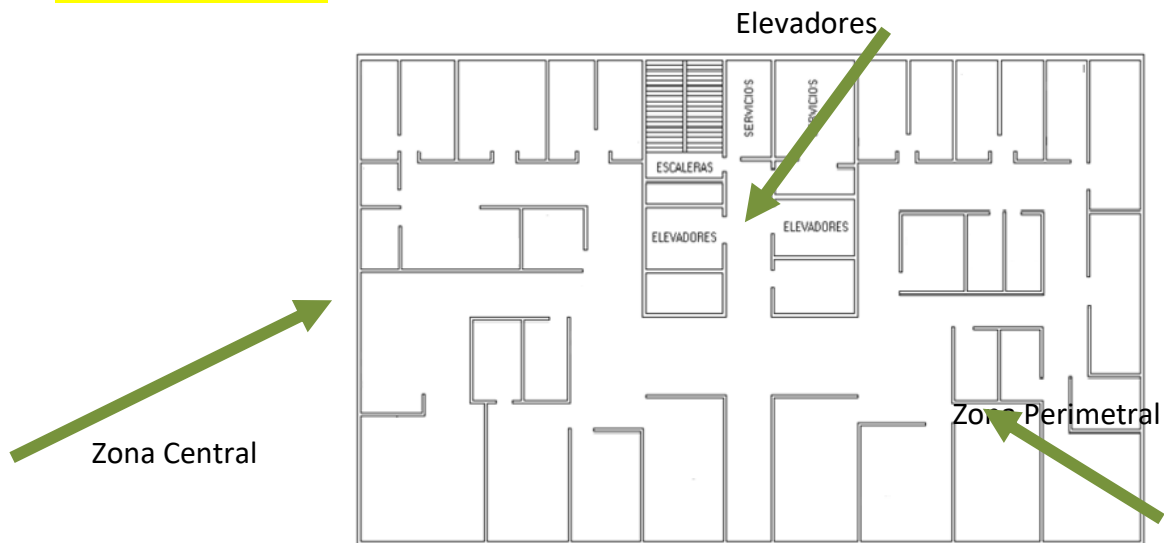 Elevadores
SERVICIOS
SERVICIOS
ESCALERAS
ELEVADORES
ELEVADORES
Zona Perimetral
Zona Central